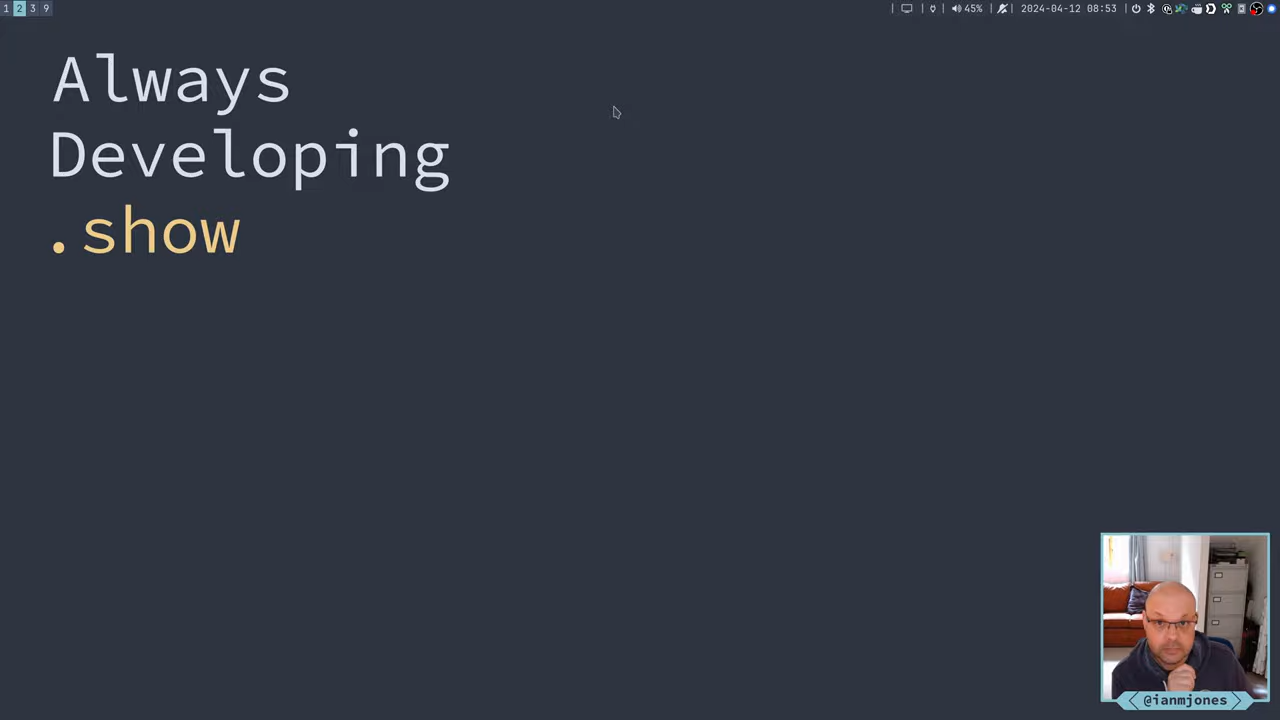 1 2 3 9
45%
2024-04-12 08:53
Always
Developing
.show
@ianmjones